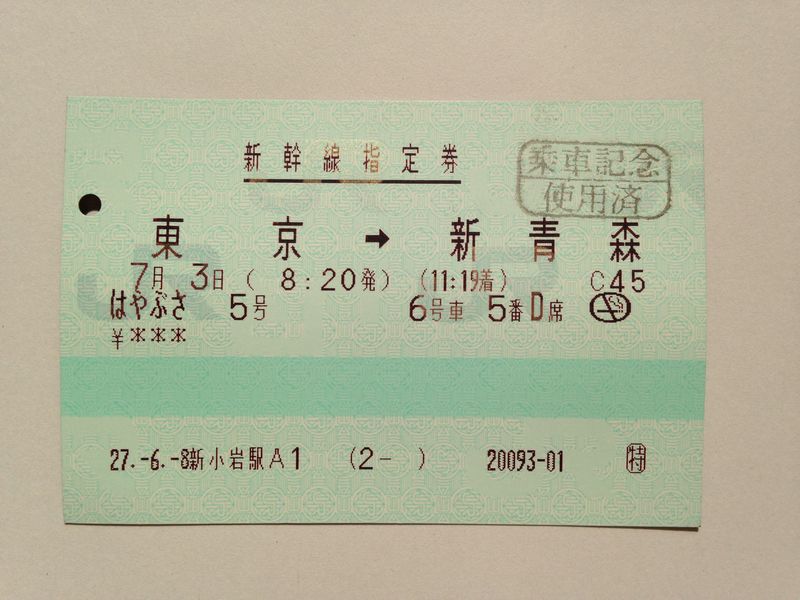 新幹線指定券
乗車記念
使用済
東京→新青森
7月 3日( 8:20発) (11:19着) C45
はやぶさ 5号 6号車 5番D席
¥***
27.-6.-8新小岩駅A1 (2- ) 20093-01 ㊕